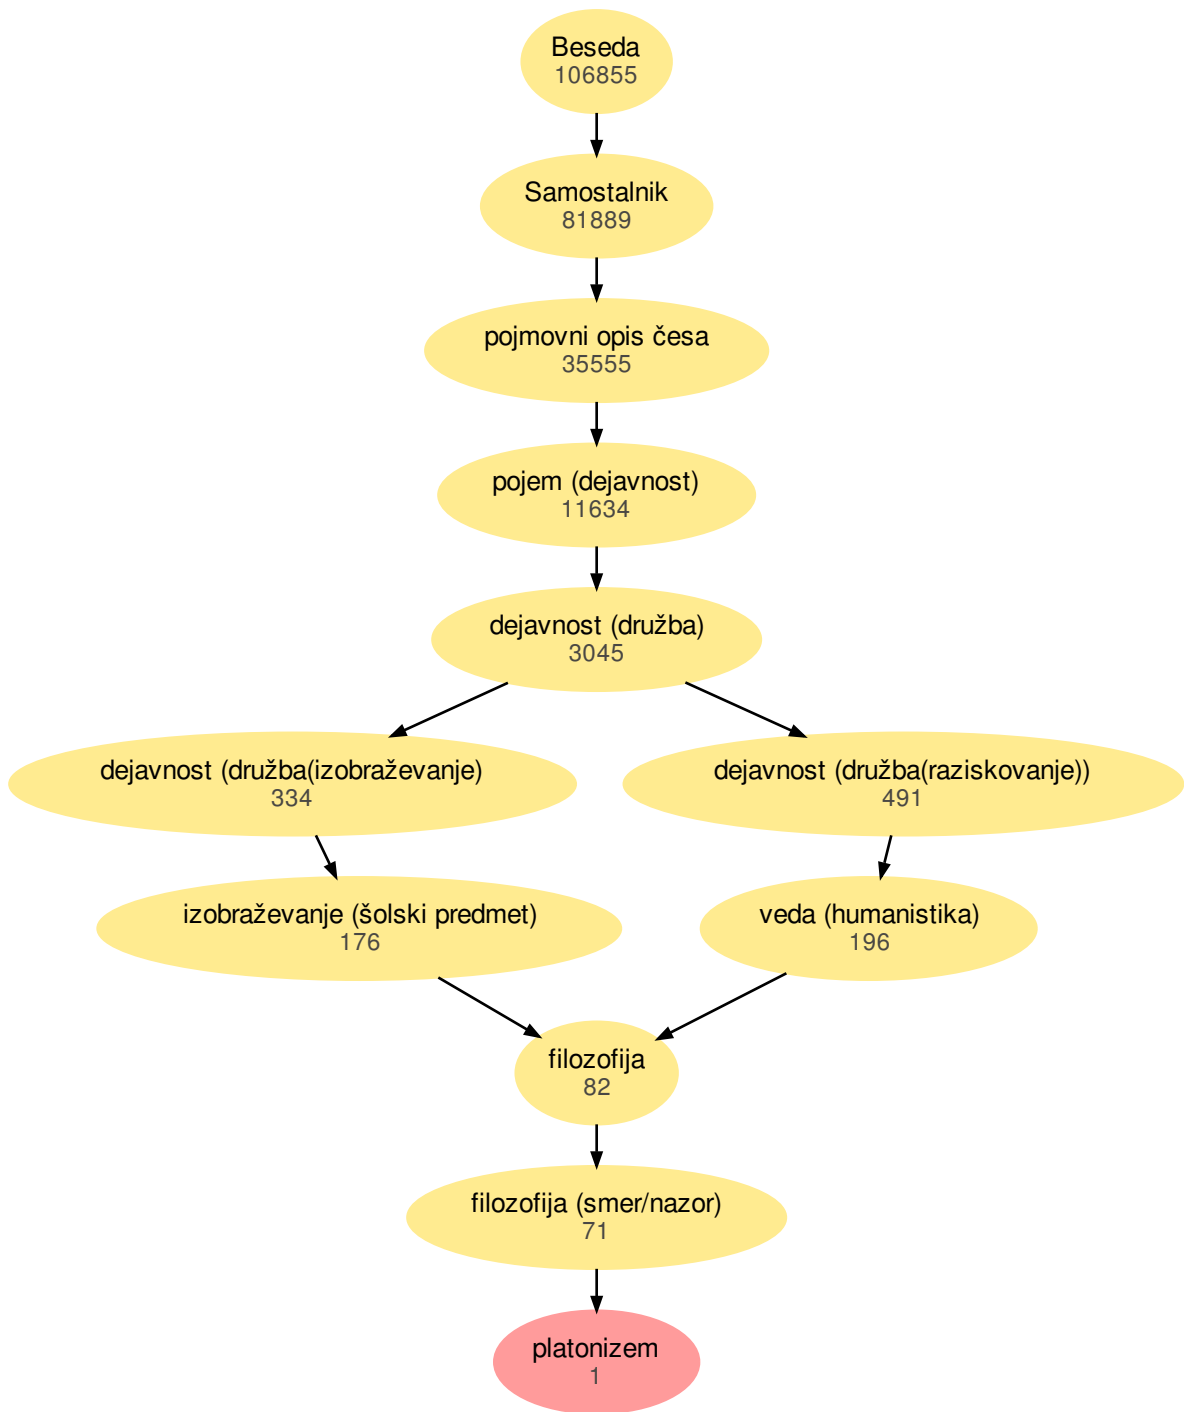 Beseda
106855
Samostalnik
81889
pojmovni opis česa
35555
pojem (dejavnost)
11634
dejavnost (družba)
3045
dejavnost (družba(izobraževanje)
334
dejavnost (družba(raziskovanje))
491
izobraževanje (šolski predmet)
176
veda (humanistika)
196
filozofija
82
filozofija (smer/nazor)
71
platonizem
1